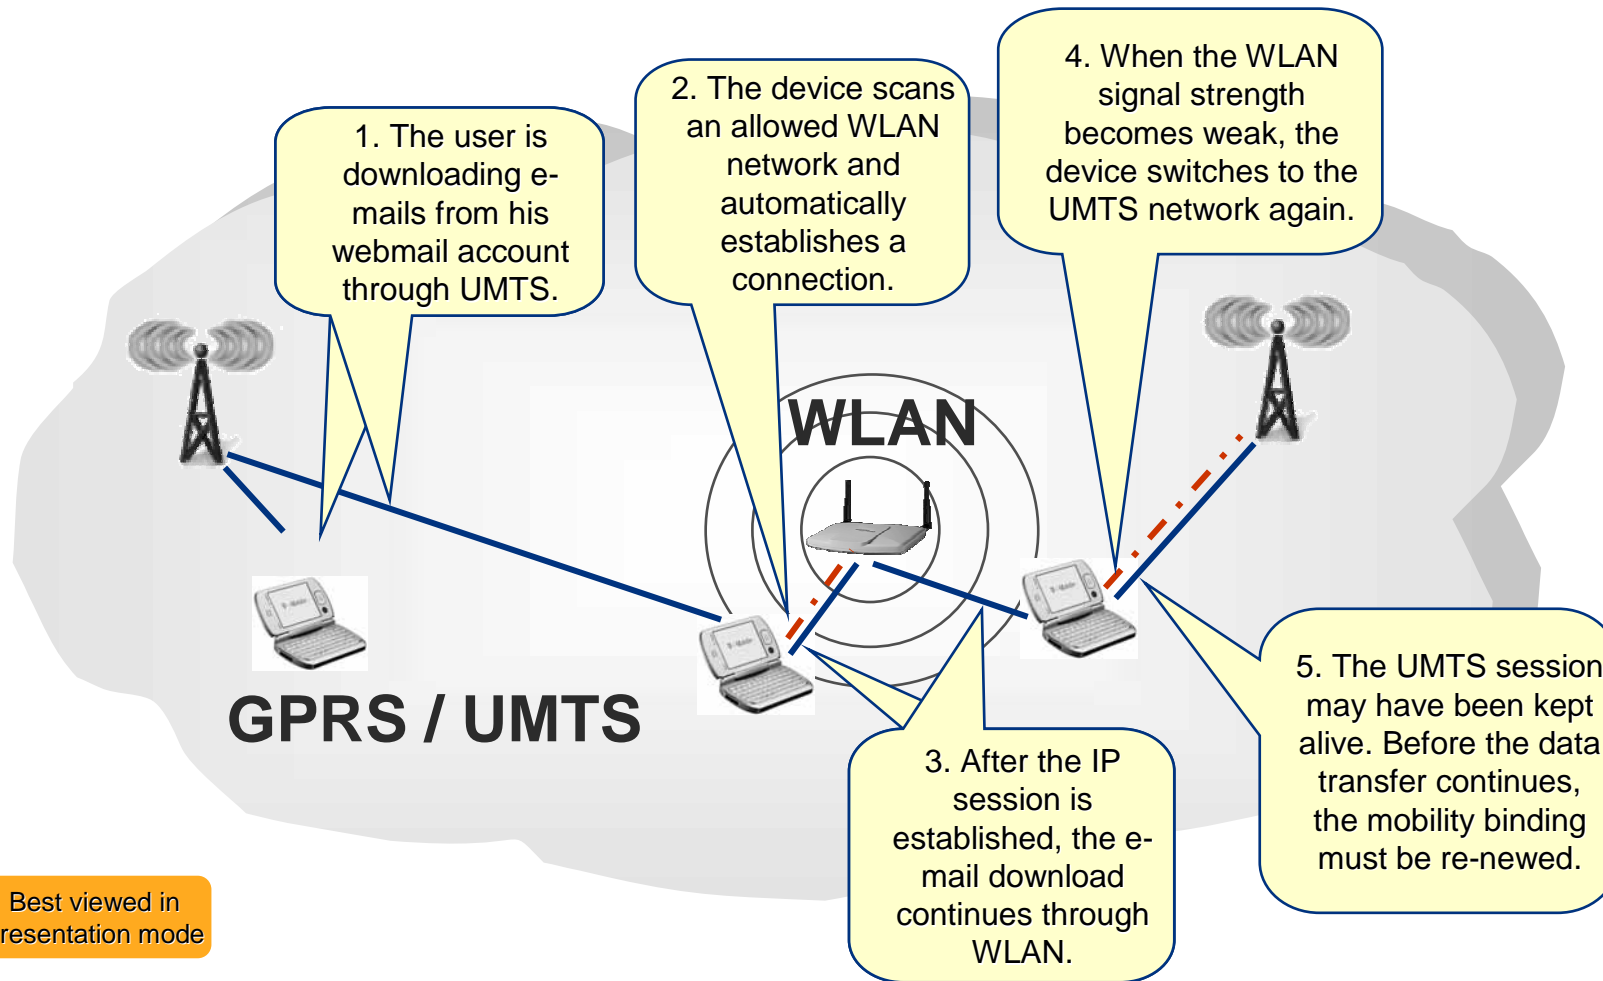 1. The user is
downloading e-
mails from his
webmail account
through UMTS.
2. The device scans
an allowed WLAN
network and
automatically
establishes a
connection.
4. When the WLAN
signal strength
becomes weak, the
device switches to the
UMTS network again.
WLAN
GPRS / UMTS
3. After the IP
session is
established, the e-
mail download
continues through
WLAN.
5. The UMTS session
may have been kept
alive. Before the data
transfer continues,
the mobility binding
must be re-newed.
Best viewed in
resentation mode